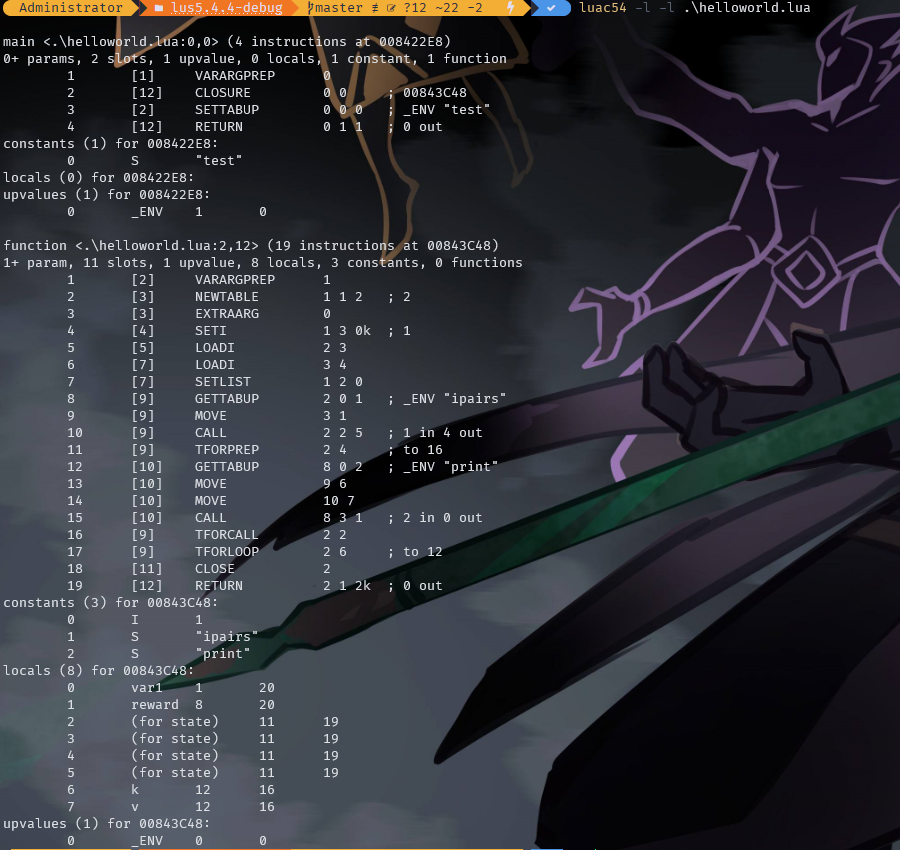 Administrator lus5.4.4-debug master ≢ ?12 ~22 -2 luac54 -l -l .\helloworld.lua
main <.\helloworld.lua:0,0> (4 instructions at 008422E8)
0+ params, 2 slots, 1 upvalue, 0 locals, 1 constant, 1 function
1 [1] VARARGPREP 0
2 [12] CLOSURE 0 0 ; 00843C48
3 [2] SETTABUP 0 0 0 ; _ENV "test"
4 [12] RETURN 0 1 1 ; 0 out
constants (1) for 008422E8:
0 S "test"
locals (0) for 008422E8:
upvalues (1) for 008422E8:
0 _ENV 1 0
function <.\helloworld.lua:2,12> (19 instructions at 00843C48)
1+ param, 11 slots, 1 upvalue, 8 locals, 3 constants, 0 functions
1 [2] VARARGPREP 1
2 [3] NEWTABLE 1 1 2 ; 2
3 [3] EXTRAARG 0
4 [4] SETI 1 3 0k ; 1
5 [5] LOADI 2 3
6 [7] LOADI 3 4
7 [7] SETLIST 1 2 0
8 [9] GETTABUP 2 0 1 ; _ENV "ipairs"
9 [9] MOVE 3 1
10 [9] CALL 2 2 5 ; 1 in 4 out
11 [9] TFORPREP 2 4 ; to 16
12 [10] GETTABUP 8 0 2 ; _ENV "print"
13 [10] MOVE 9 6
14 [10] MOVE 10 7
15 [10] CALL 8 3 1 ; 2 in 0 out
16 [9] TFORCALL 2 2
17 [9] TFORLOOP 2 6 ; to 12
18 [11] CLOSE 2
19 [12] RETURN 2 1 2k ; 0 out
constants (3) for 00843C48:
0 I 1
1 S "ipairs"
2 S "print"
locals (8) for 00843C48:
0 var1 1 20
1 reward 8 20
2 (for state) 11 19
3 (for state) 11 19
4 (for state) 11 19
5 (for state) 11 19
6 k 12 16
7 v 12 16
upvalues (1) for 00843C48:
0 _ENV 0 0